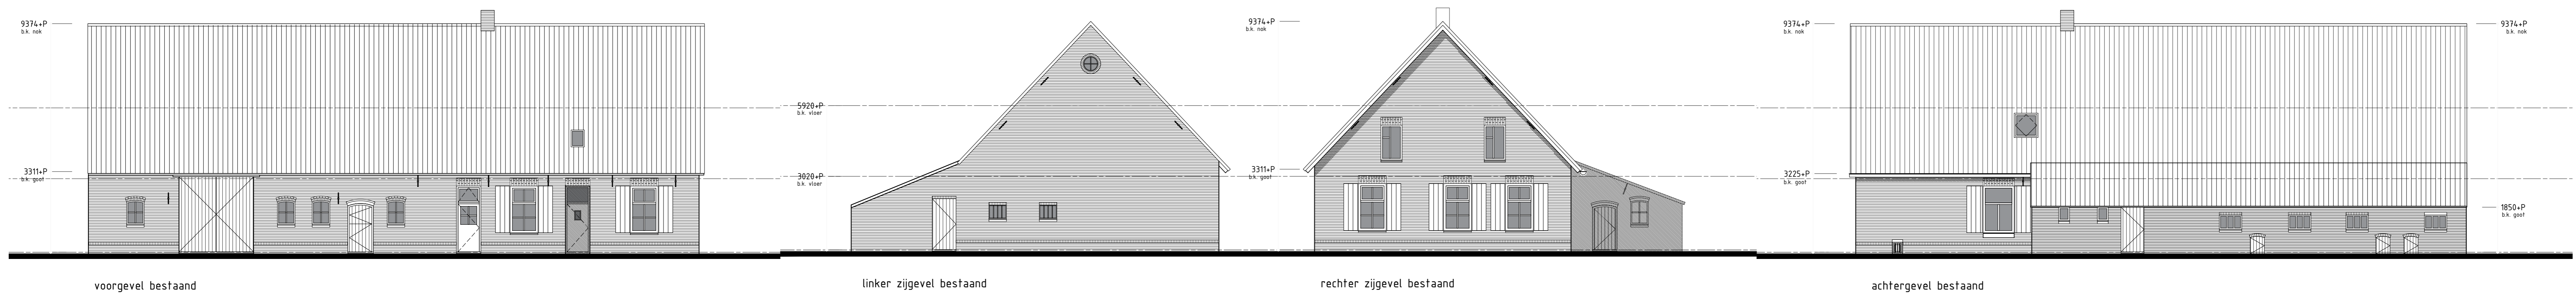 9374+P
b.k. nok
3311+P
b.k. goot
voorgevel bestaand
5920+P
b.k. vloer
3020+P
b.k. vloer
linker zijgevel bestaand
9374+P
b.k. nok
3311+P
b.k. goot
rechter zijgevel bestaand
9374+P
b.k. nok
3225+P
b.k. goot
9374+P
b.k. nok
1850+P
b.k. goot
achtergevel bestaand